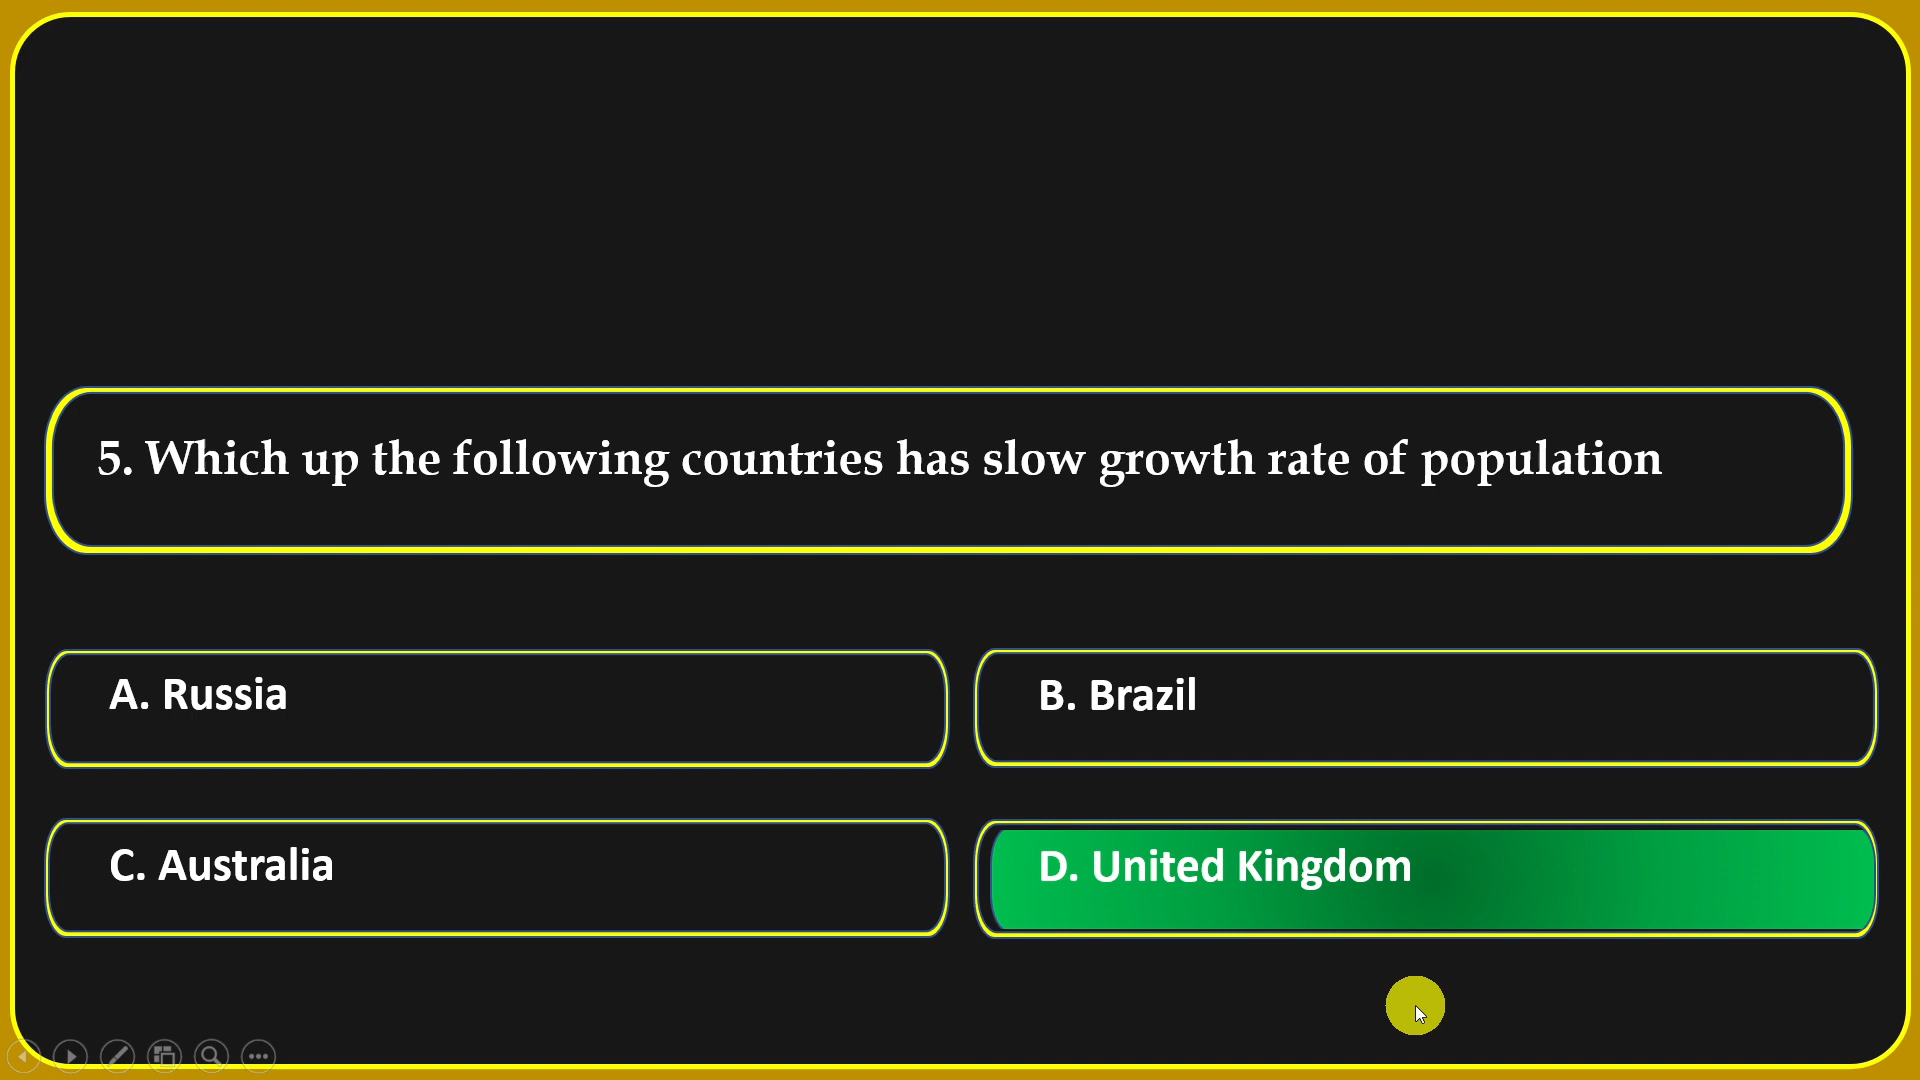 5. Which up the following countries has slow growth rate of population
A. Russia
B. Brazil
C. Australia
D. United Kingdom